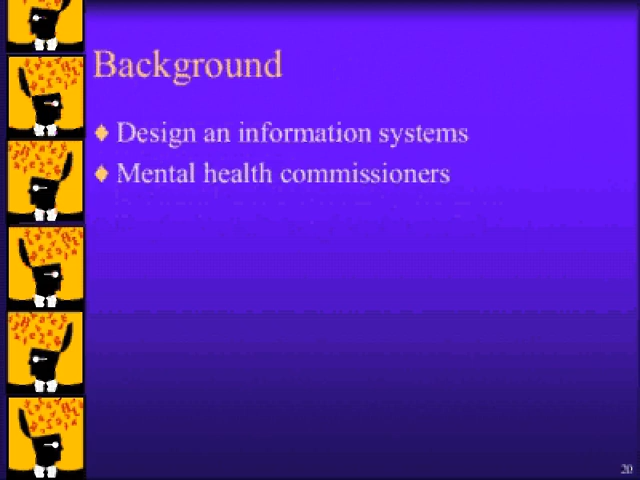 Background
Design an information systems
Mental health commissioners
20